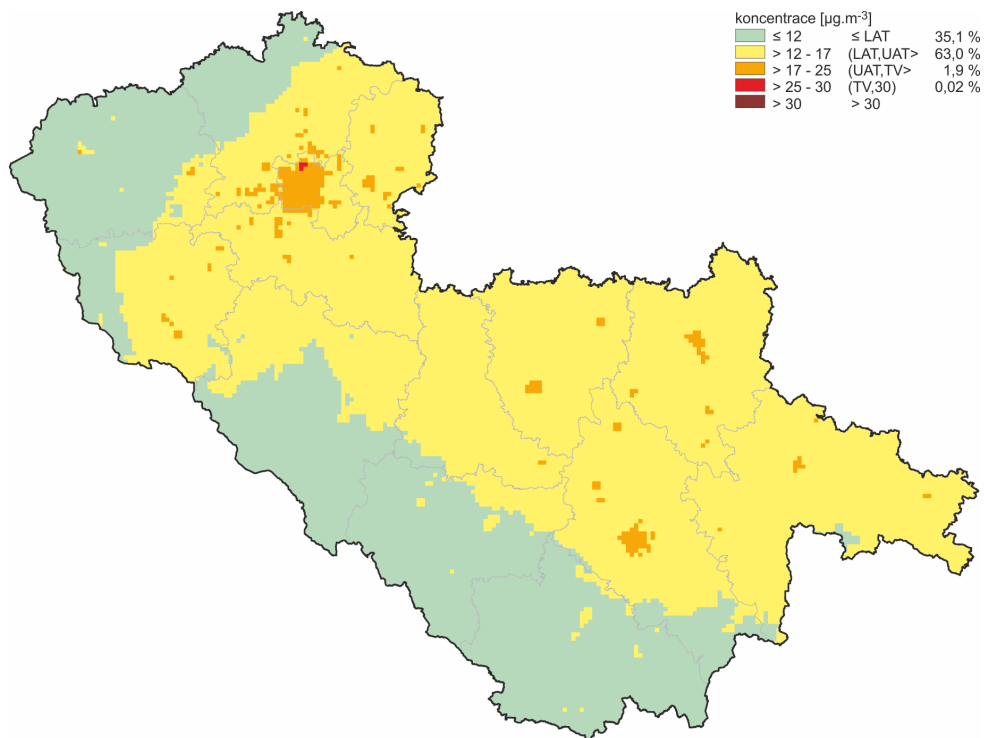 koncentrace [µg.m-3]
≤ 12 ≤ LAT 35,1 %
> 12 - 17 (LAT,UAT> 63,0 %
> 17 - 25 (UAT,TV> 1,9 %
> 25 - 30 (TV,30) 0,02 %
> 30 > 30